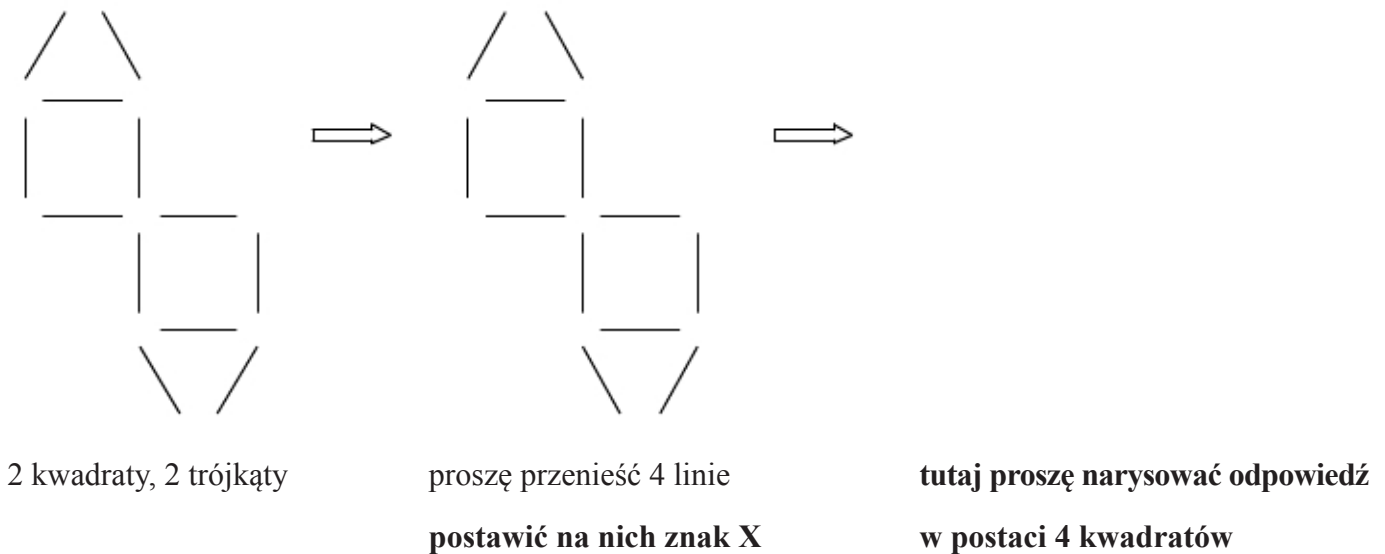 2 kwadraty, 2 trójkąty
proszę przenieść 4 linie
postawić na nich znak X
tutaj proszę narysować odpowiedź
w postaci 4 kwadratów